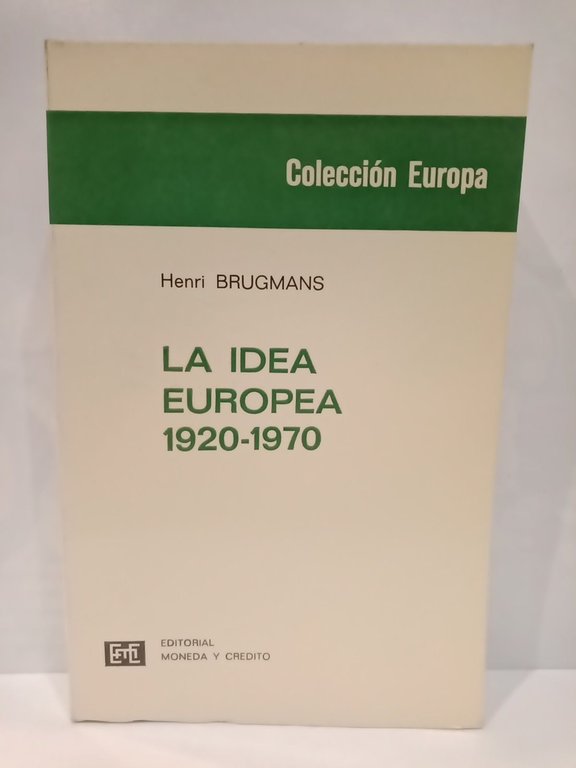 Colección Europa
Henri BRUGMANS
LA IDEA
EUROPEA
1920-1970
EDITORIAL
MONEDA Y CREDITO